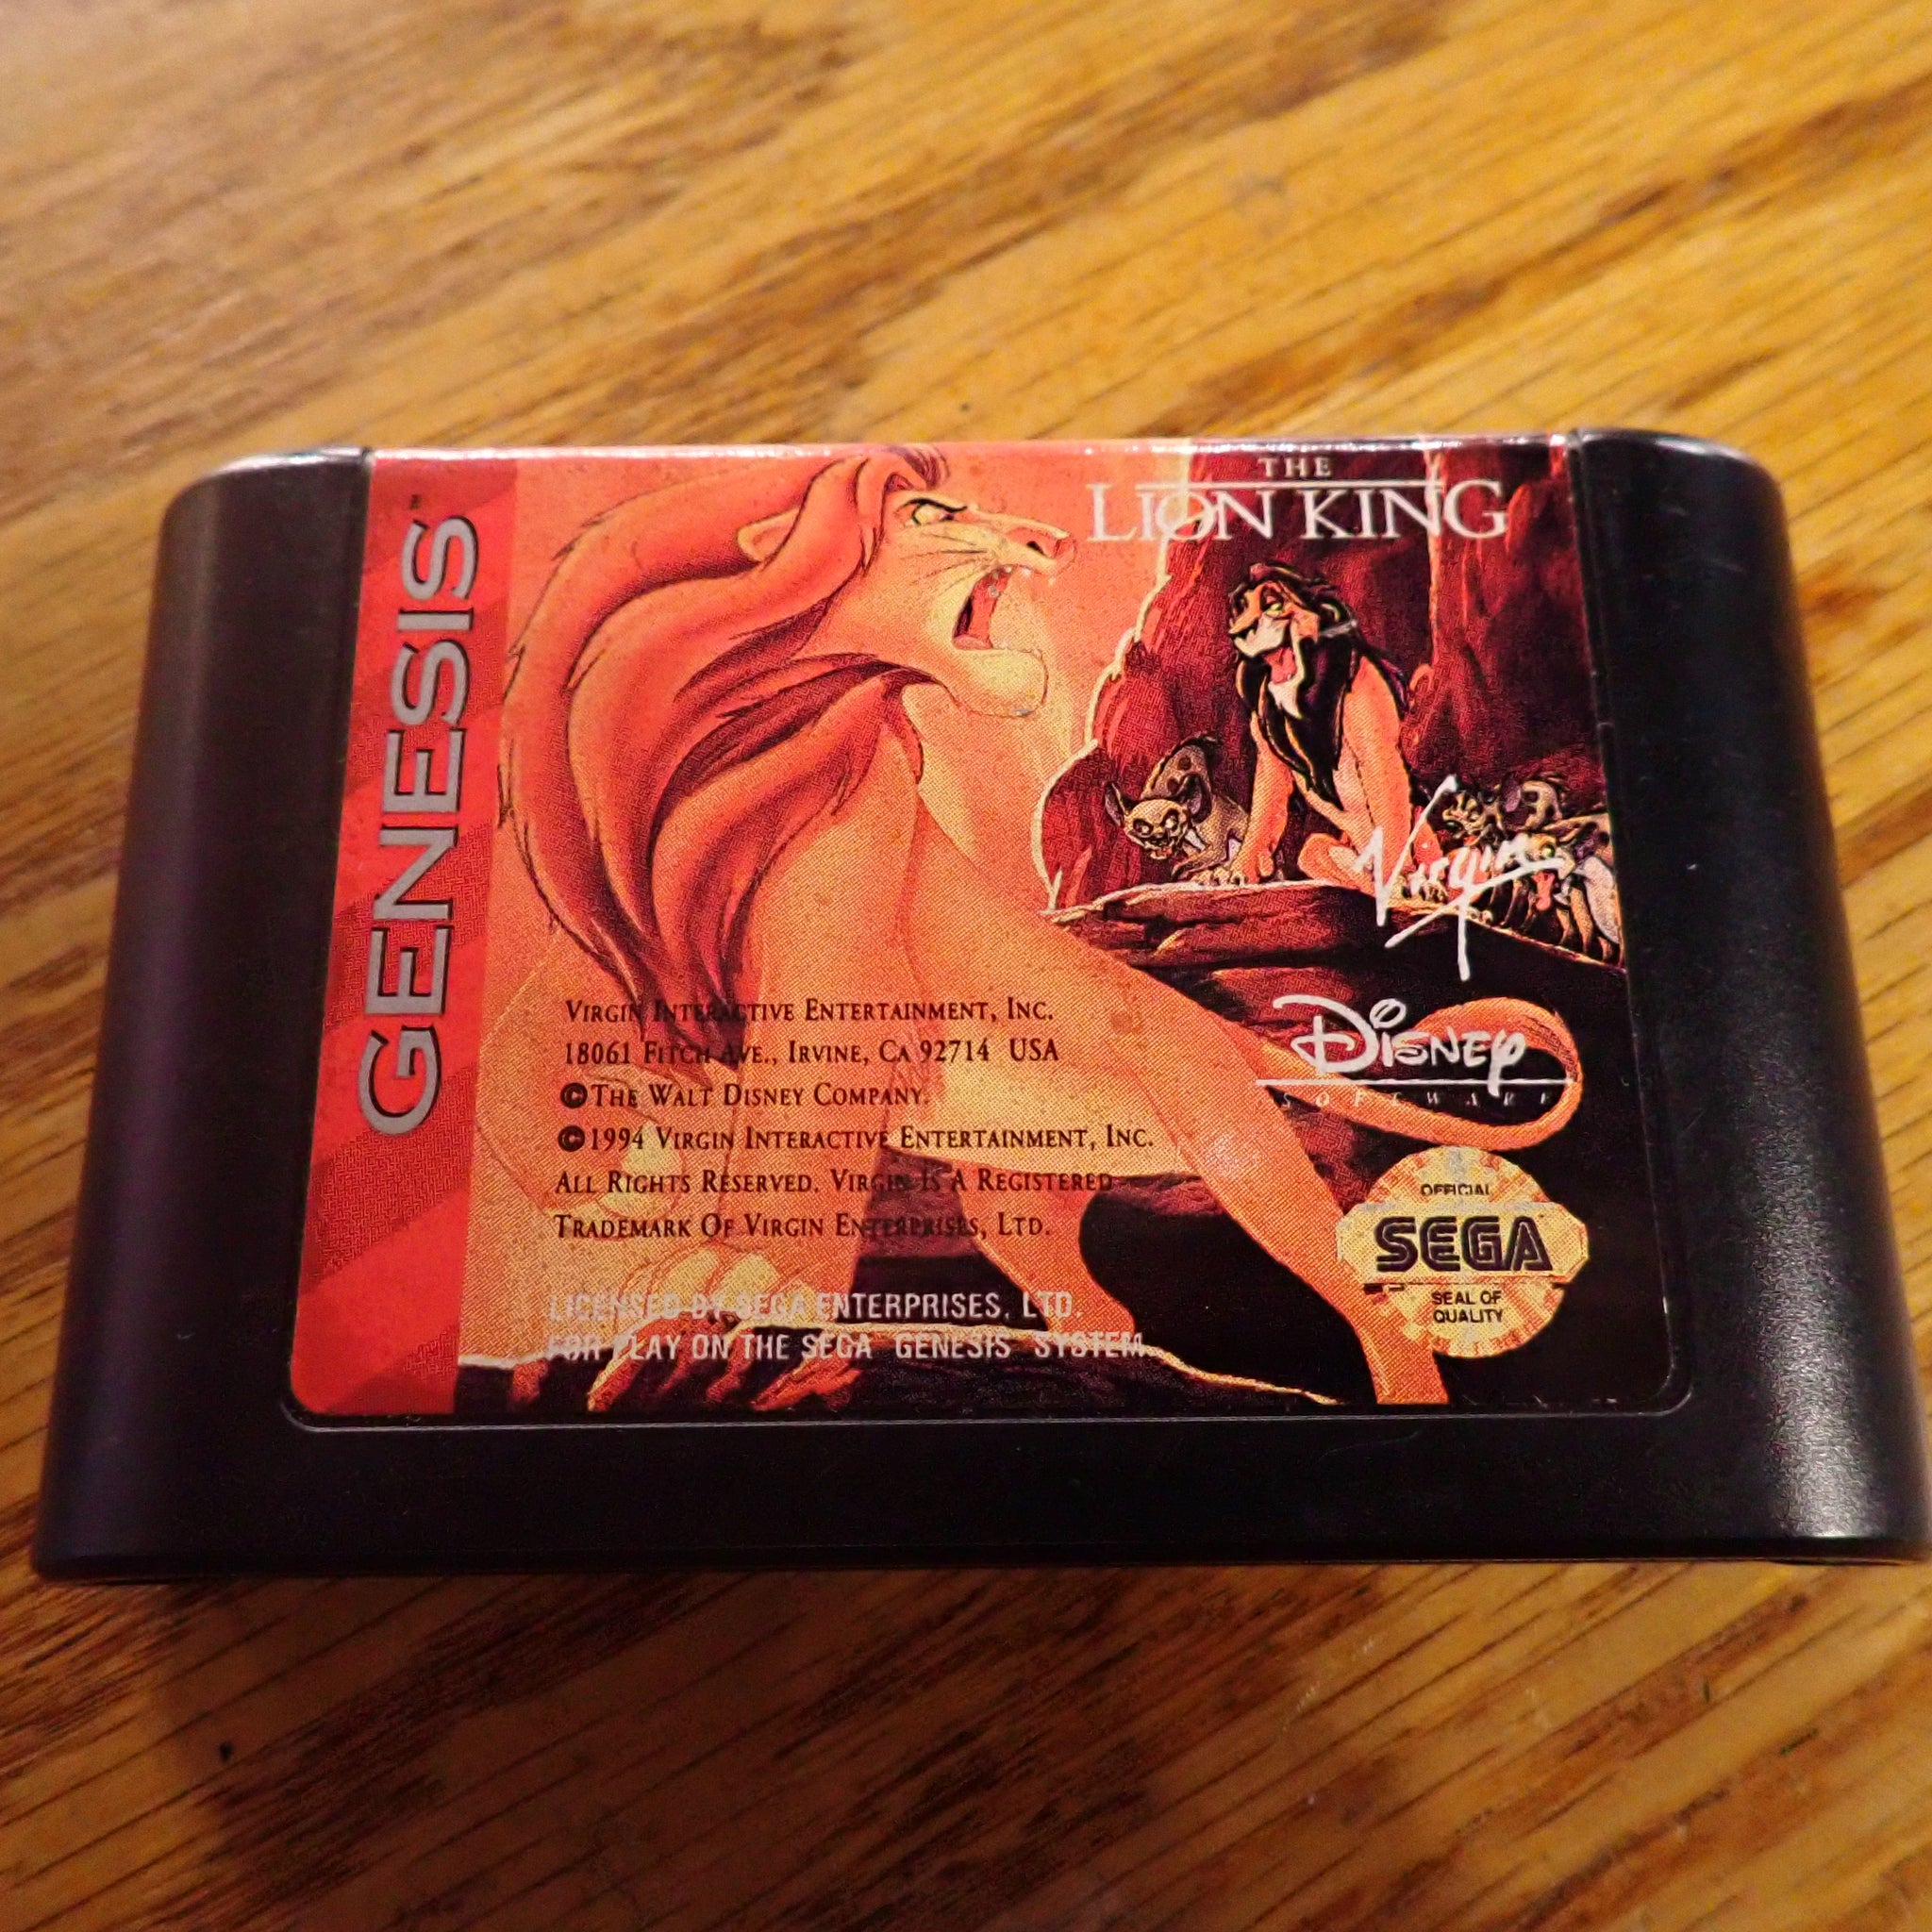 GENESIS
THE
LION KING
Virgin
VIRGIN INTERACTIVE ENTERTAINMENT, INC.
18061 FITCH AVE., IRVINE, CA 92714 USA
©THE WALT DISNEY COMPANY.
©1994 VIRGIN INTERACTIVE ENTERTAINMENT, INC.
ALL RIGHTS RESERVED. VIRGIN IS A REGISTERED
TRADEMARK OF VIRGIN ENTERPRISES, LTD.
LICENSED BY SEGA ENTERPRISES, LTD.
FOR PLAY ON THE SEGA GENESIS SYSTEM.
Disney
SOFTWARE
OFFICIAL
SEGA
SEAL OF
QUALITY